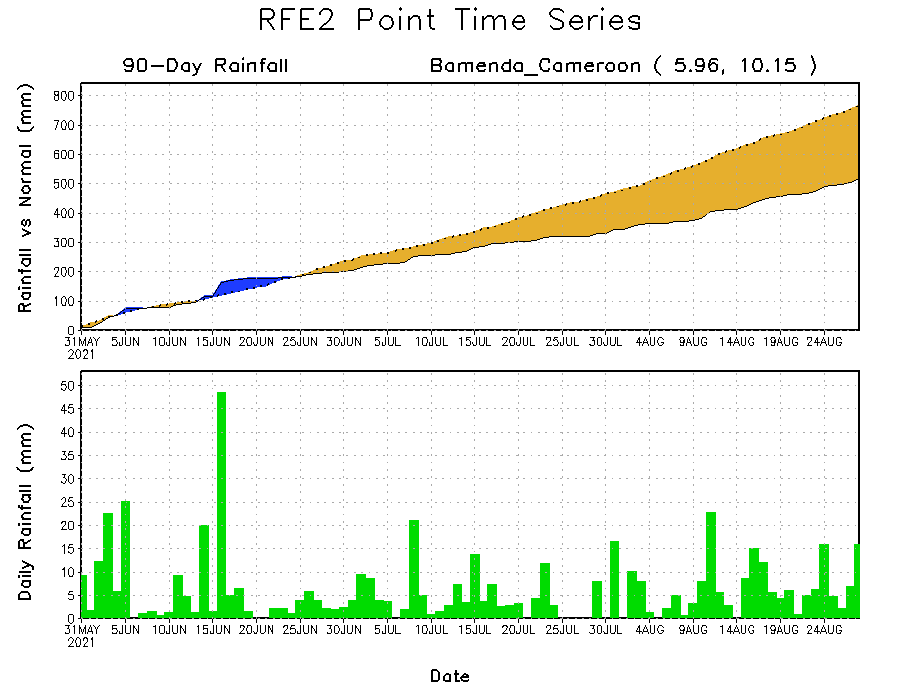 RFE2 Point Time Series
90-Day Rainfall
Bamenda_Cameroon ( 5.96, 10.15 )
Rainfall vs Normal (mm)
800
700
600
500
400
300
200
100
0
31MAY 5JUN 10JUN 15JUN 20JUN 25JUN 30JUN 5JUL 10JUL 15JUL 20JUL 25JUL 30JUL 4AUG 9AUG 14AUG 19AUG 24AUG
2021
Daily Rainfall (mm)
50
45
40
35
30
25
20
15
10
5
0
31MAY 5JUN 10JUN 15JUN 20JUN 25JUN 30JUN 5JUL 10JUL 15JUL 20JUL 25JUL 30JUL 4AUG 9AUG 14AUG 19AUG 24AUG
2021
Date